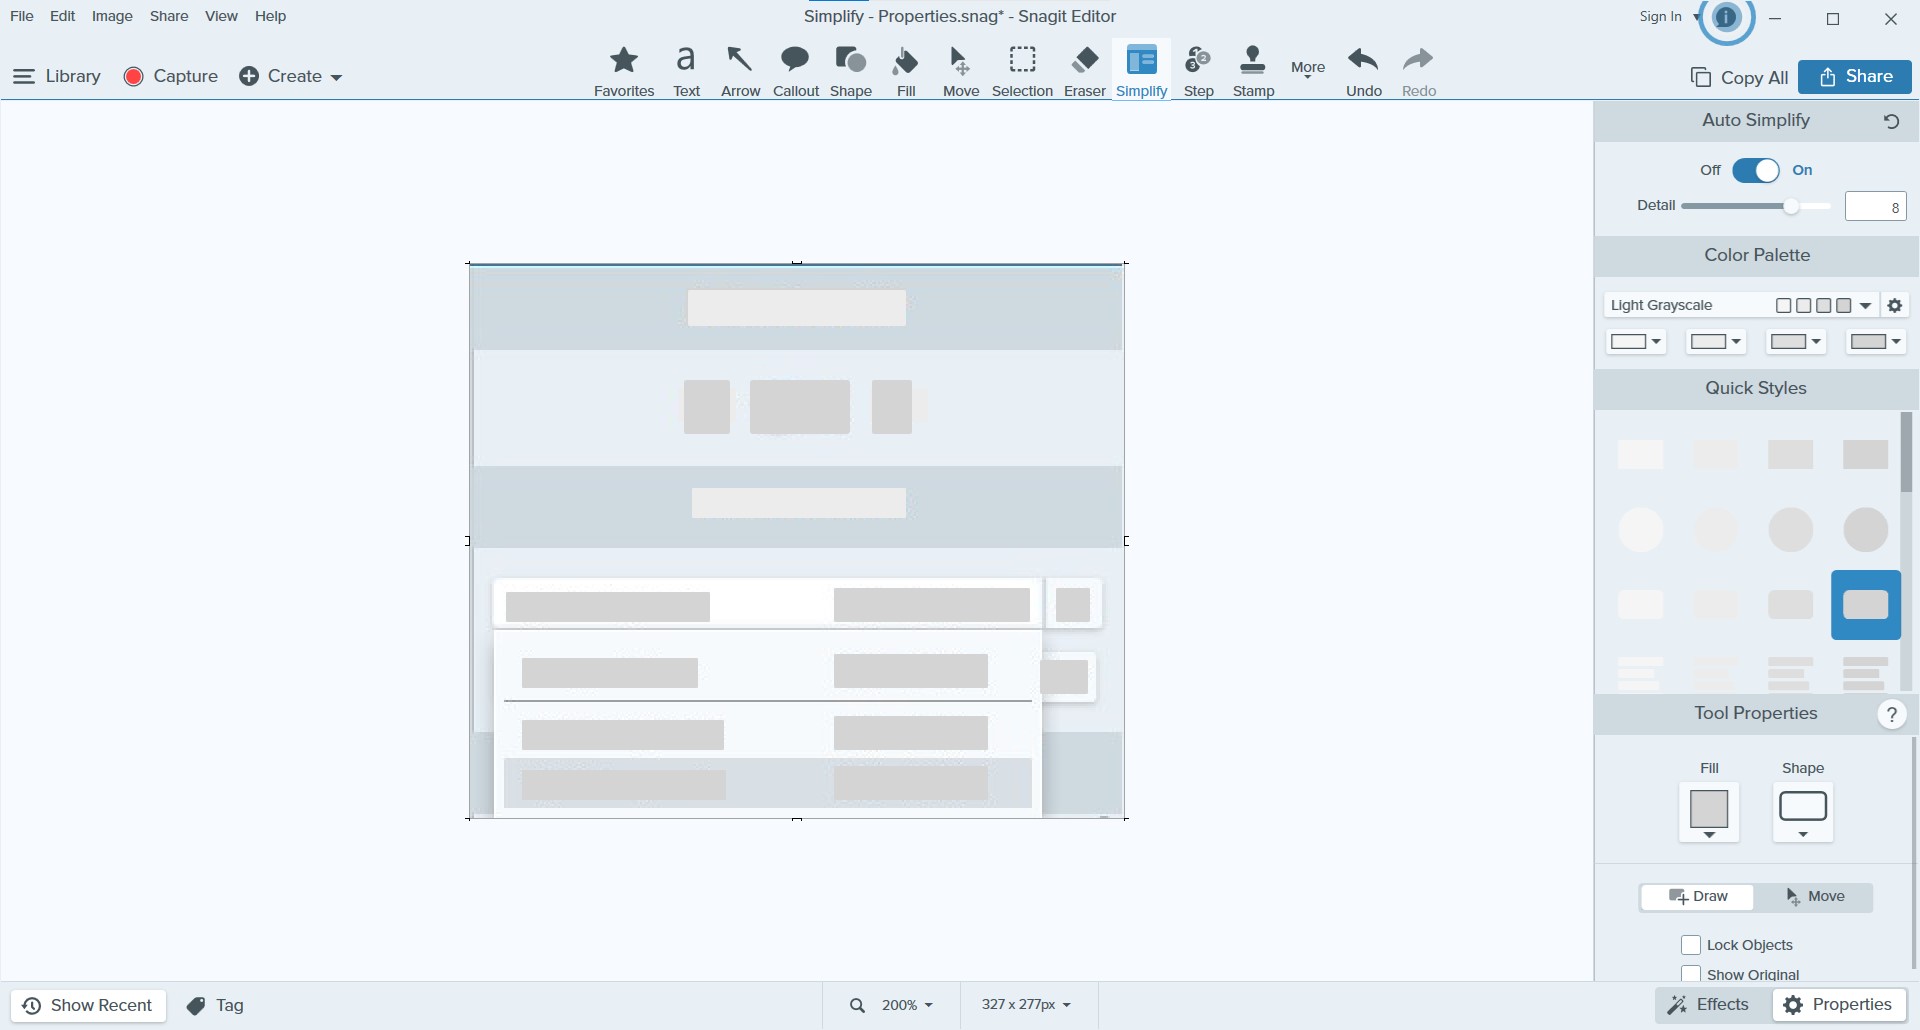 File Edit Image Share View Help
Simplify - Properties.snag* - Snagit Editor
Sign In
Library Capture Create
Favorites Text Arrow Callout Shape Fill Move Selection Eraser Simplify Step Stamp More Undo Redo
Copy All Share
Auto Simplify
Off On
Detail 8
Color Palette
Light Grayscale
Quick Styles
Tool Properties ?
Fill Shape
Draw Move
Lock Objects
Show Original
Show Recent Tag
200% 327 x 277px
Effects Properties